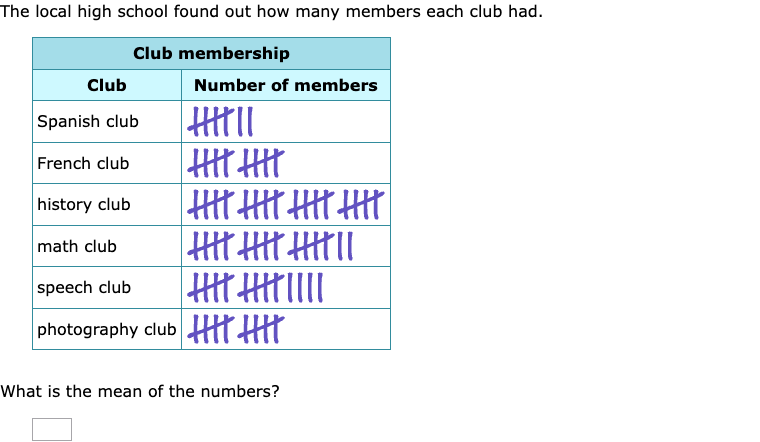 The local high school found out how many members each club had.
Club membership
Club Number of members
Spanish club
French club
history club
math club
speech club
photography club
What is the mean of the numbers?